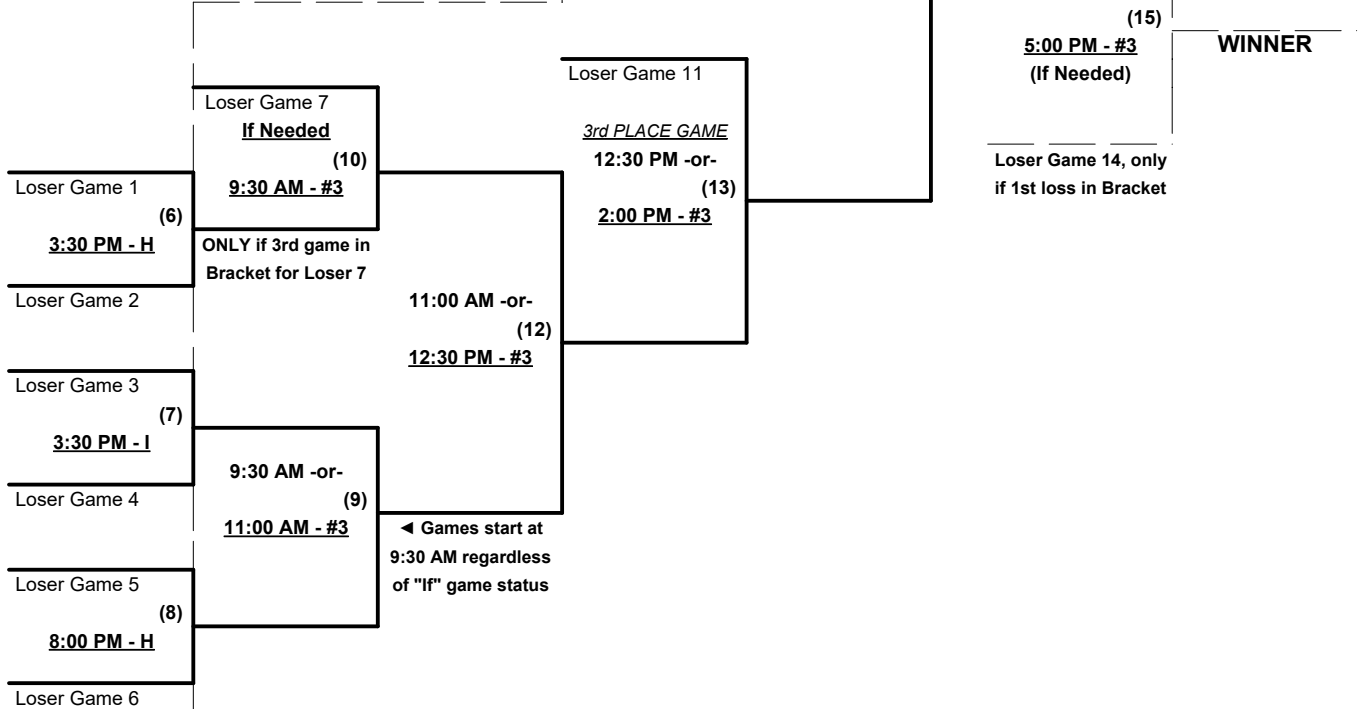 (15)
5:00 PM - #3
(If Needed)
WINNER
Loser Game 14, only
if 1st loss in Bracket
Loser Game 11
3rd PLACE GAME
12:30 PM -or-
(13)
2:00 PM - #3
Loser Game 7
If Needed
(10)
9:30 AM - #3
ONLY if 3rd game in
Bracket for Loser 7
Loser Game 1
(6)
3:30 PM - H
Loser Game 2
11:00 AM -or-
(12)
12:30 PM - #3
Loser Game 3
(7)
3:30 PM - I
Loser Game 4
9:30 AM -or-
(9)
11:00 AM - #3
◄ Games start at
9:30 AM regardless
of "If" game status
Loser Game 5
(8)
8:00 PM - H
Loser Game 6